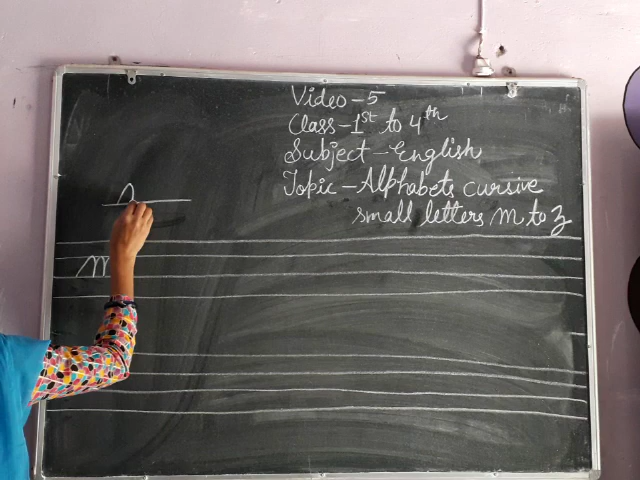 Video-5
Class-1st to 4th
Subject-English
Topic-Alphabets cursive
small letters m to z
m